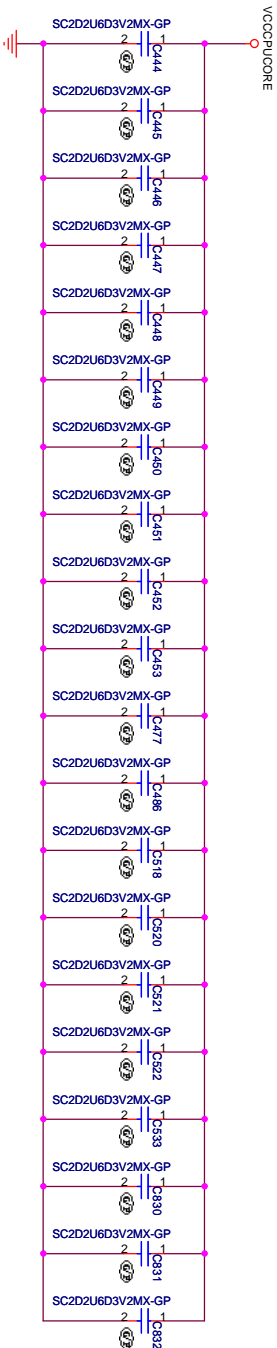 VCCCPUCORE
SC2D2U6D3V2MX-GP
2 1
C444
SC2D2U6D3V2MX-GP
2 1
C445
SC2D2U6D3V2MX-GP
2 1
C446
SC2D2U6D3V2MX-GP
2 1
C447
SC2D2U6D3V2MX-GP
2 1
C448
SC2D2U6D3V2MX-GP
2 1
C449
SC2D2U6D3V2MX-GP
2 1
C450
SC2D2U6D3V2MX-GP
2 1
C451
SC2D2U6D3V2MX-GP
2 1
C452
SC2D2U6D3V2MX-GP
2 1
C453
SC2D2U6D3V2MX-GP
2 1
C477
SC2D2U6D3V2MX-GP
2 1
C486
SC2D2U6D3V2MX-GP
2 1
C518
SC2D2U6D3V2MX-GP
2 1
C520
SC2D2U6D3V2MX-GP
2 1
C521
SC2D2U6D3V2MX-GP
2 1
C522
SC2D2U6D3V2MX-GP
2 1
C533
SC2D2U6D3V2MX-GP
2 1
C830
SC2D2U6D3V2MX-GP
2 1
C831
SC2D2U6D3V2MX-GP
2 1
C832